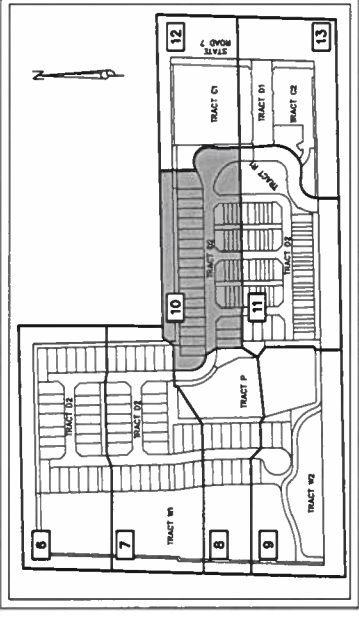 12
STATE
ROAD 7
13
N
TRACT C1
TRACT D1
TRACT C2
TRACT R1
10
TRACT D2
11
TRACT D2
TRACT D2
TRACT D2
TRACT P
6
7
TRACT W1
8
9
TRACT W2